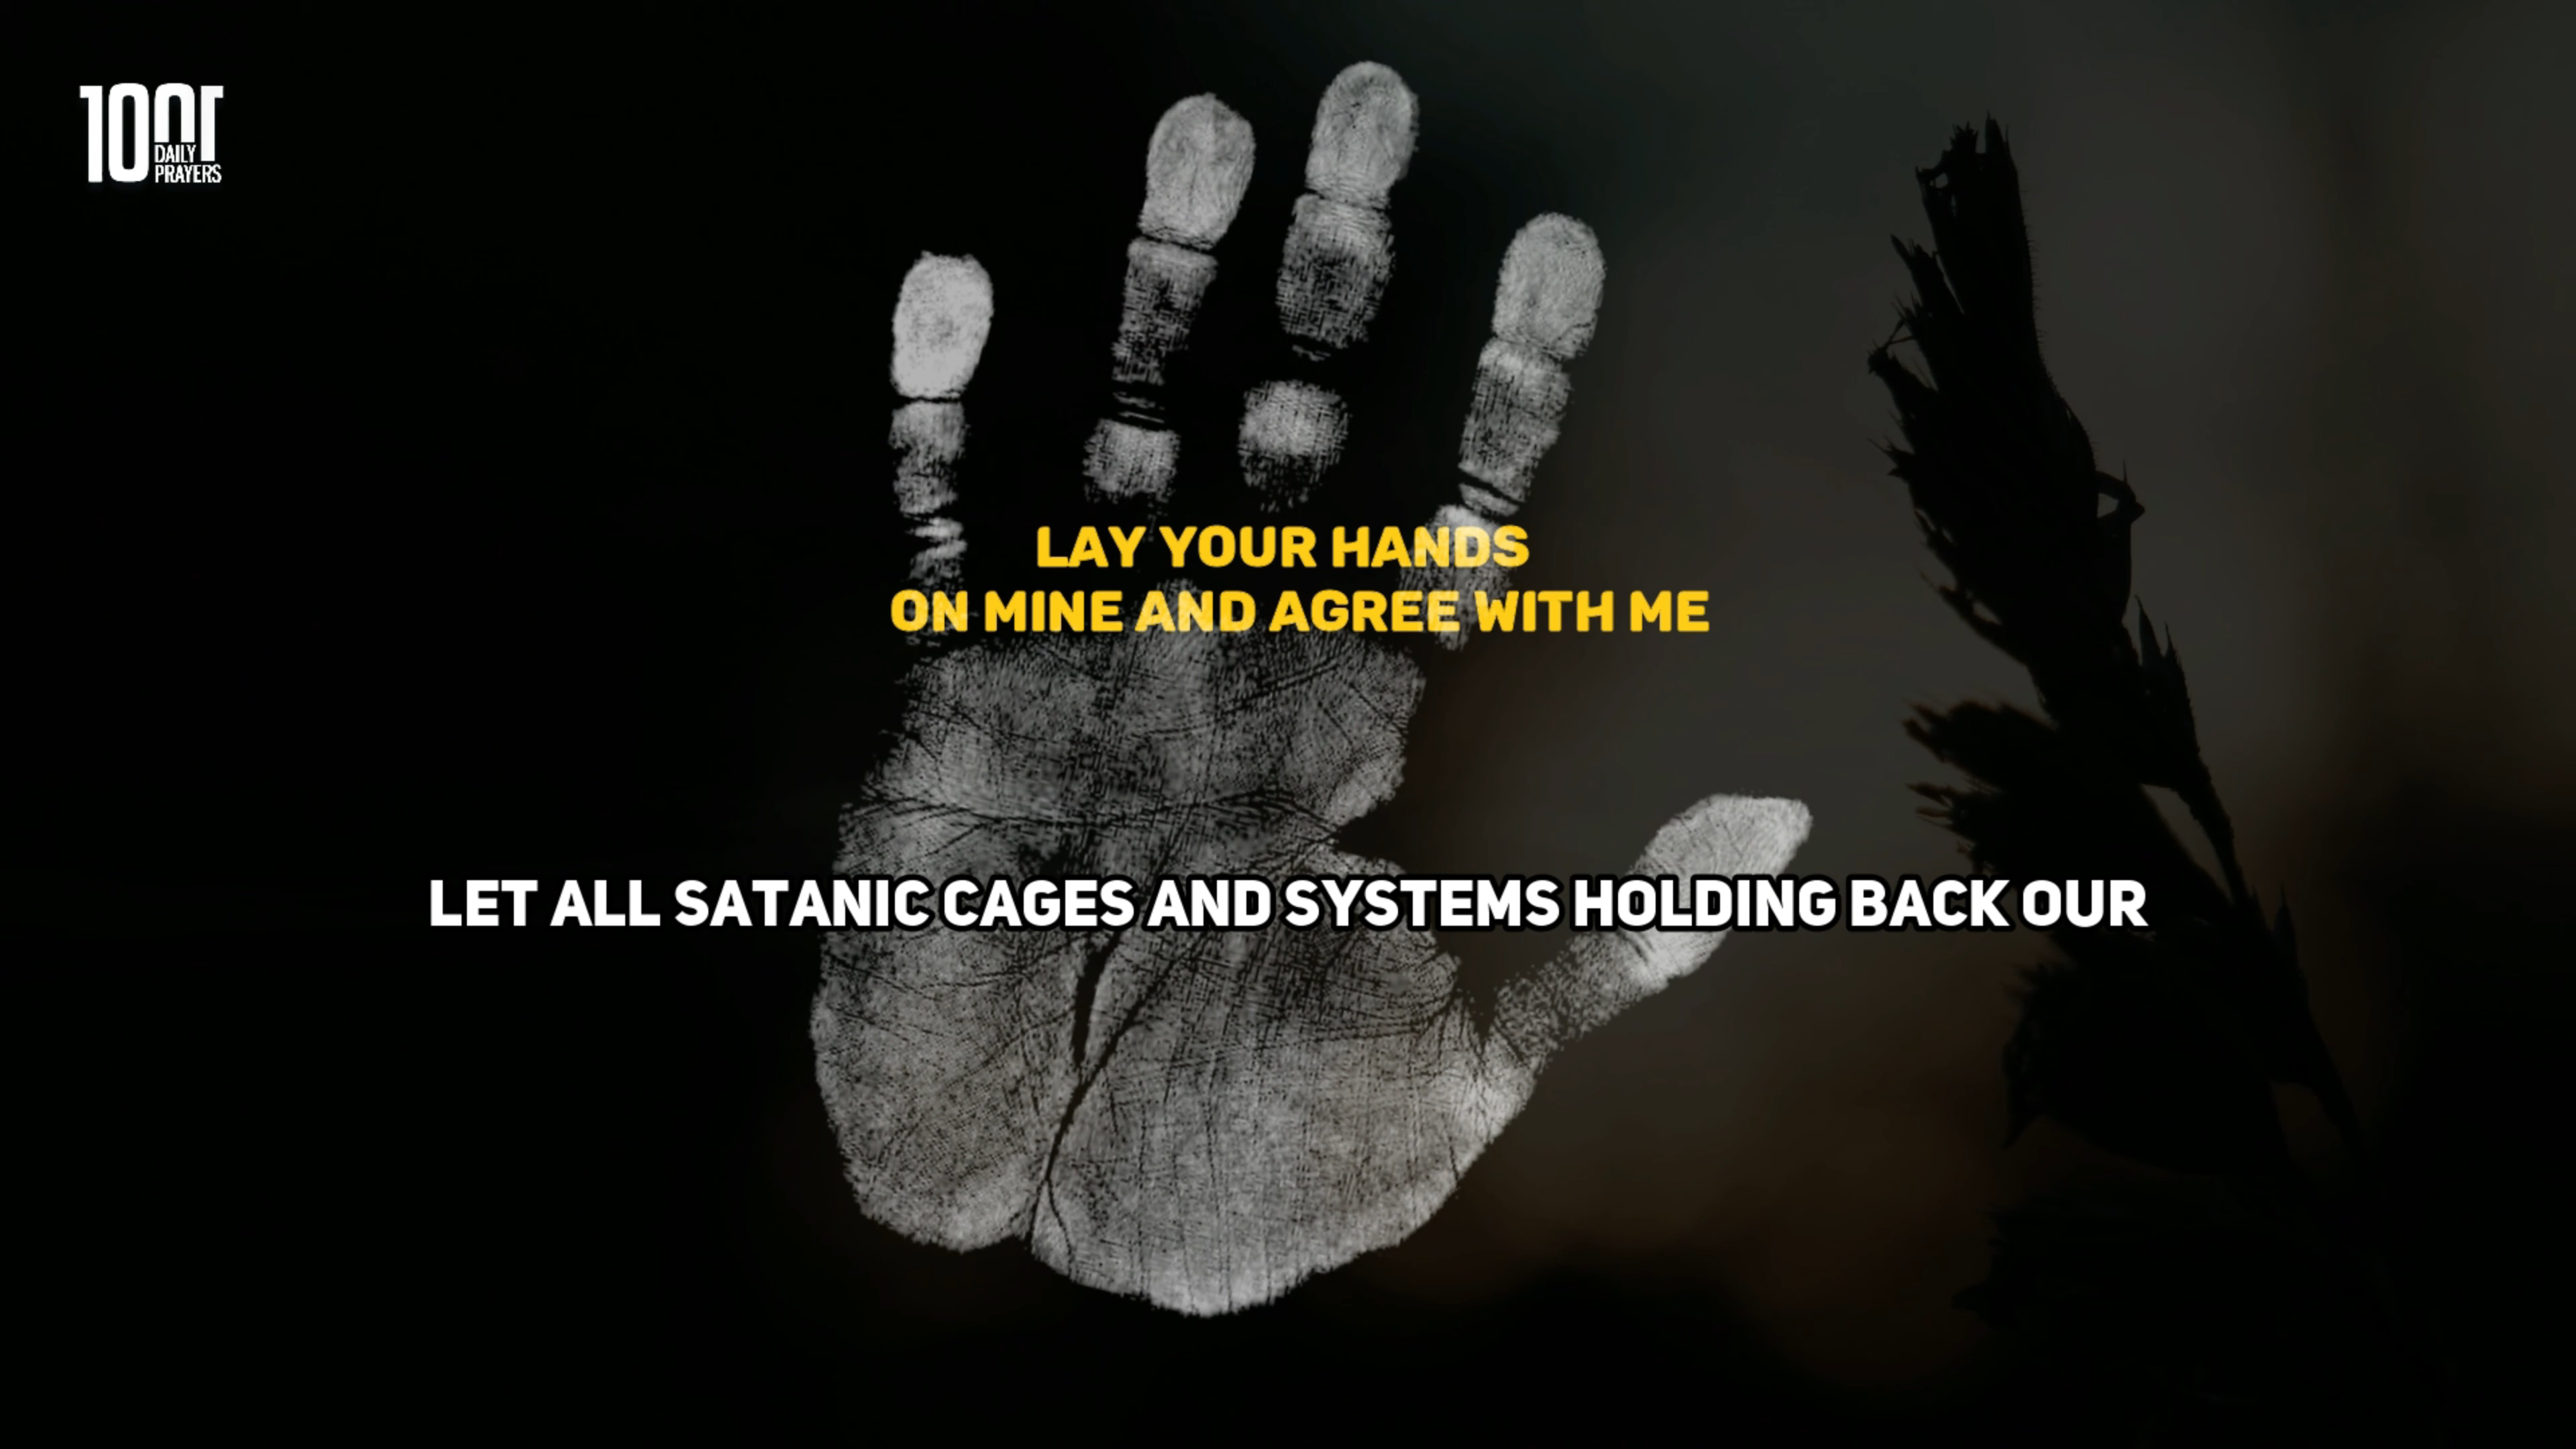 1001
DAILY
PRAYERS
LAY YOUR HANDS
ON MINE AND AGREE WITH ME
LET ALL SATANIC CAGES AND SYSTEMS HOLDING BACK OUR